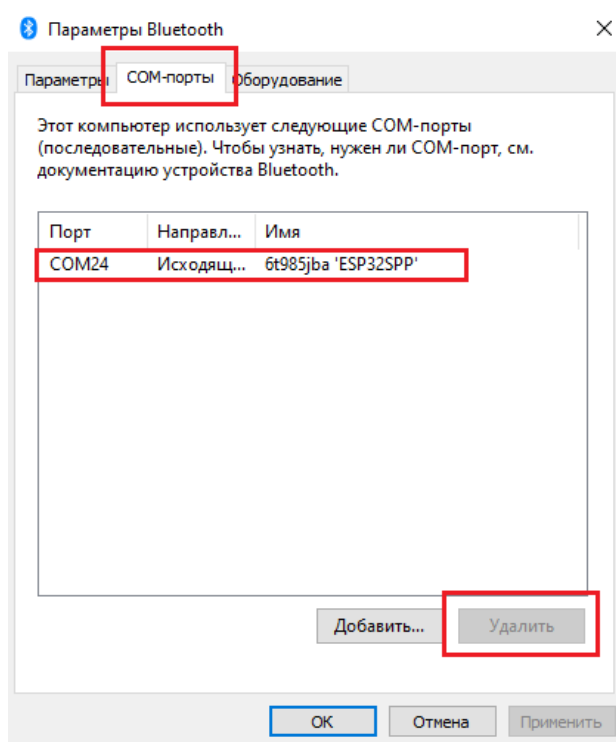 Параметры Bluetooth
Параметры COM-порты Оборудование
Этот компьютер использует следующие COM-порты
(последовательные). Чтобы узнать, нужен ли COM-порт, см.
документацию устройства Bluetooth.
Порт Направл... Имя
COM24 Исходящ... 6t985jba 'ESP32SPP'
Добавить... Удалить
ОК Отмена Применить